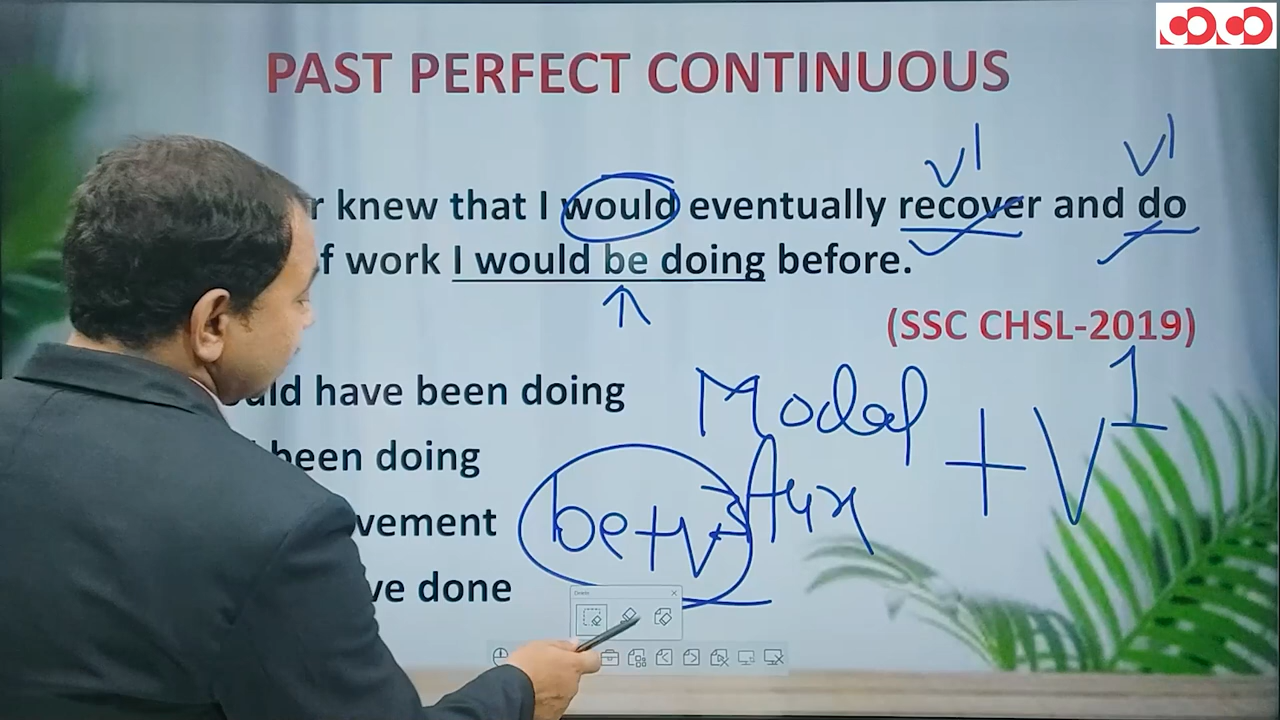 PAST PERFECT CONTINUOUS
V1 V1
r knew that I would eventually recover and do
f work I would be doing before.
(SSC CHSL-2019)
uld have been doing
Modal + V1
been doing
Aux
vement
be+V3
ve done